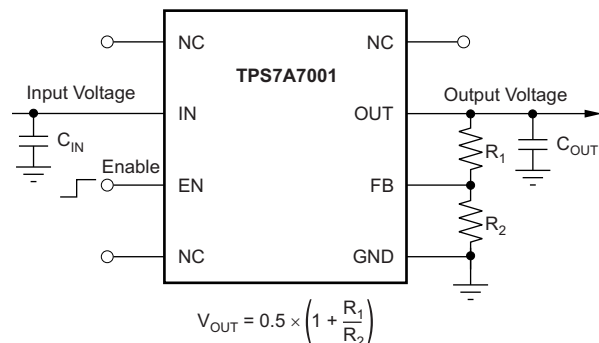 NC
NC
TPS7A7001
Input Voltage
IN
OUT
Output Voltage
C_IN
R_1
C_OUT
Enable
EN
FB
R_2
NC
GND
V_OUT = 0.5 × (1 + R_1/R_2)